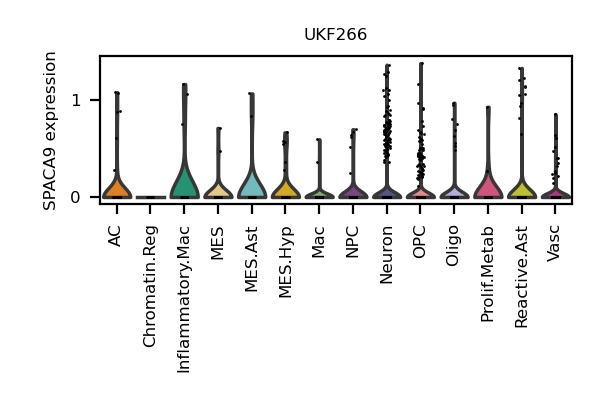 UKF266
SPACA9 expression
1
0
AC
Chromatin.Reg
Inflammatory.Mac
MES
MES.Ast
MES.Hyp
Mac
NPC
Neuron
OPC
Oligo
Prolif.Metab
Reactive.Ast
Vasc